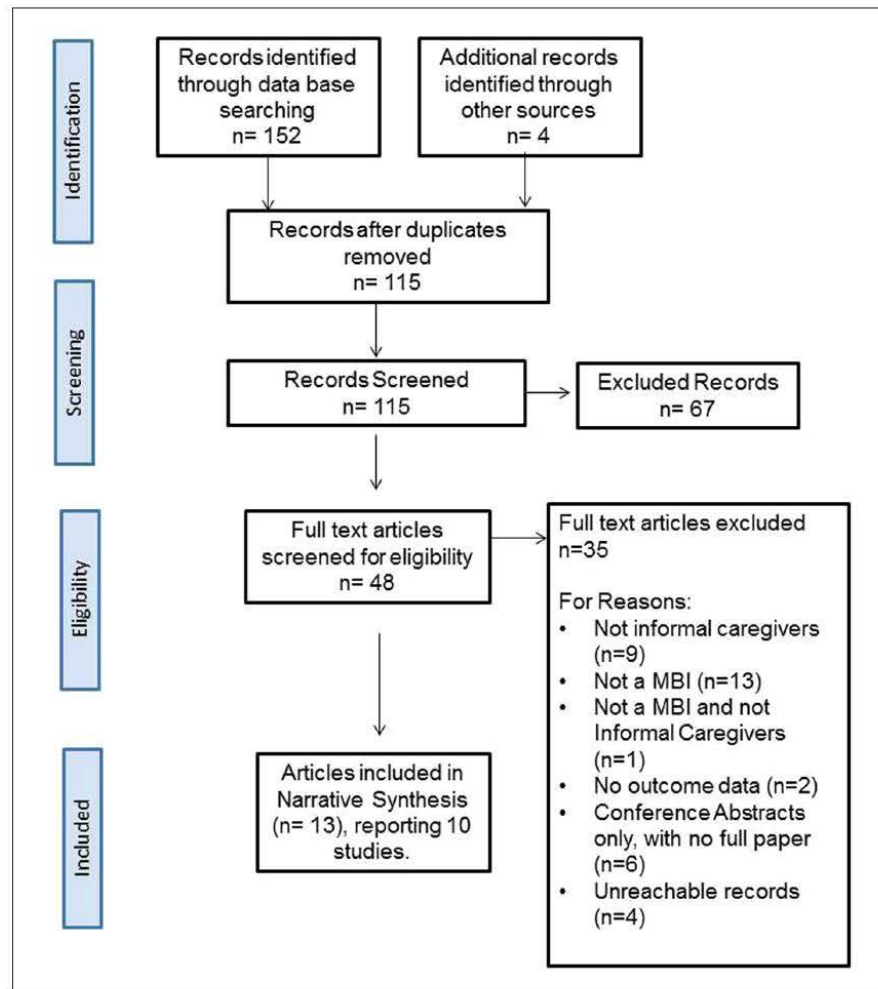 Identification
Records identified
through data base
searching
n= 152
Additional records
identified through
other sources
n= 4
Records after duplicates
removed
n= 115
Screening
Records Screened
n= 115
Excluded Records
n= 67
Eligibility
Full text articles
screened for eligibility
n= 48
Full text articles excluded
n=35
For Reasons:
• Not informal caregivers
(n=9)
• Not a MBI (n=13)
• Not a MBI and not
Informal Caregivers
(n=1)
• No outcome data (n=2)
• Conference Abstracts
only, with no full paper
(n=6)
• Unreachable records
(n=4)
Included
Articles included in
Narrative Synthesis
(n= 13), reporting 10
studies.